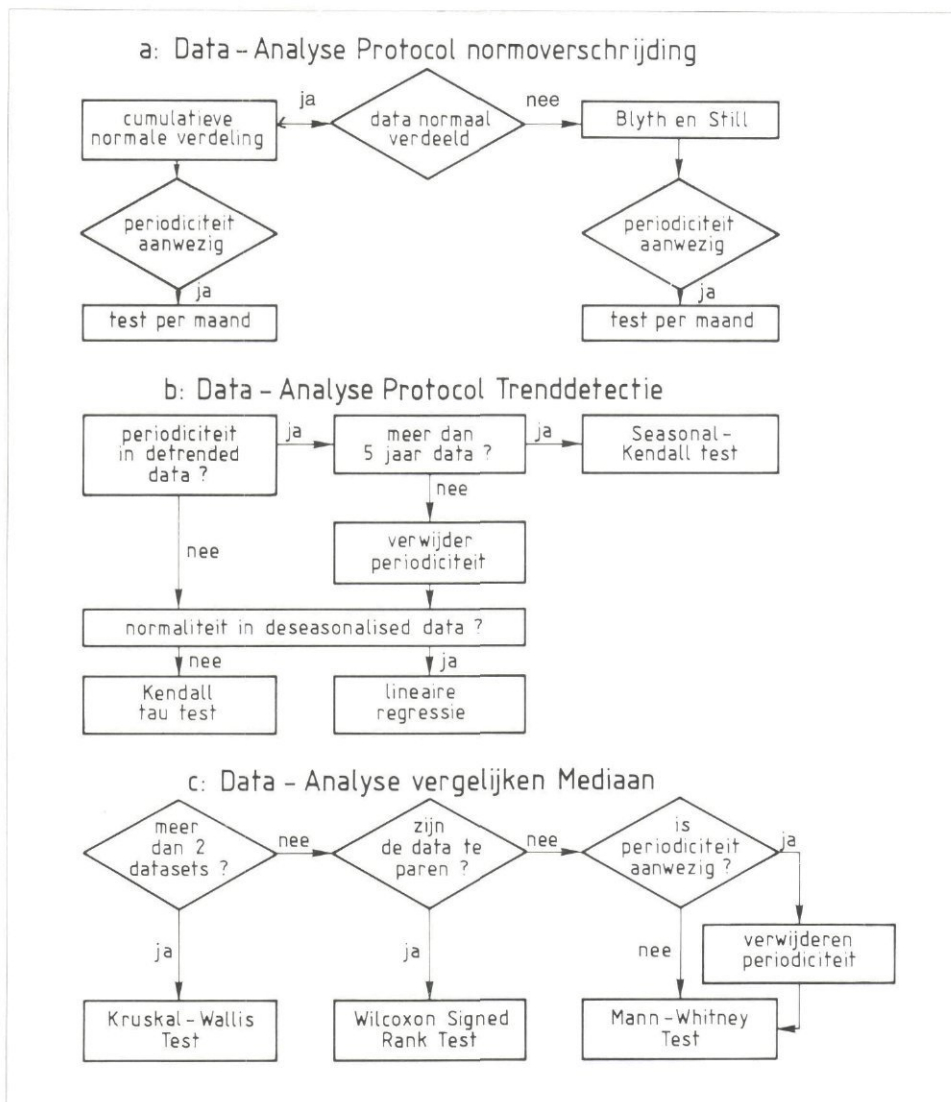 a: Data - Analyse Protocol normoverschrijding
cumulatieve
normale verdeling
ja
data normaal
verdeeld
nee
Blyth en Still
periodiciteit
aanwezig
periodiciteit
aanwezig
ja
ja
test per maand
test per maand
b: Data - Analyse Protocol Trenddetectie
periodiciteit
in detrended
data ?
ja
meer dan
5 jaar data ?
ja
Seasonal-
Kendall test
nee
nee
verwijder
periodiciteit
normaliteit in deseasonalised data ?
nee
ja
Kendall
tau test
lineaire
regressie
c: Data - Analyse vergelijken Mediaan
meer
dan 2
datasets ?
nee
zijn
de data te
paren ?
nee
is
periodiciteit
aanwezig ?
ja
ja
ja
nee
verwijderen
periodiciteit
Kruskal-Wallis
Test
Wilcoxon Signed
Rank Test
Mann-Whitney
Test